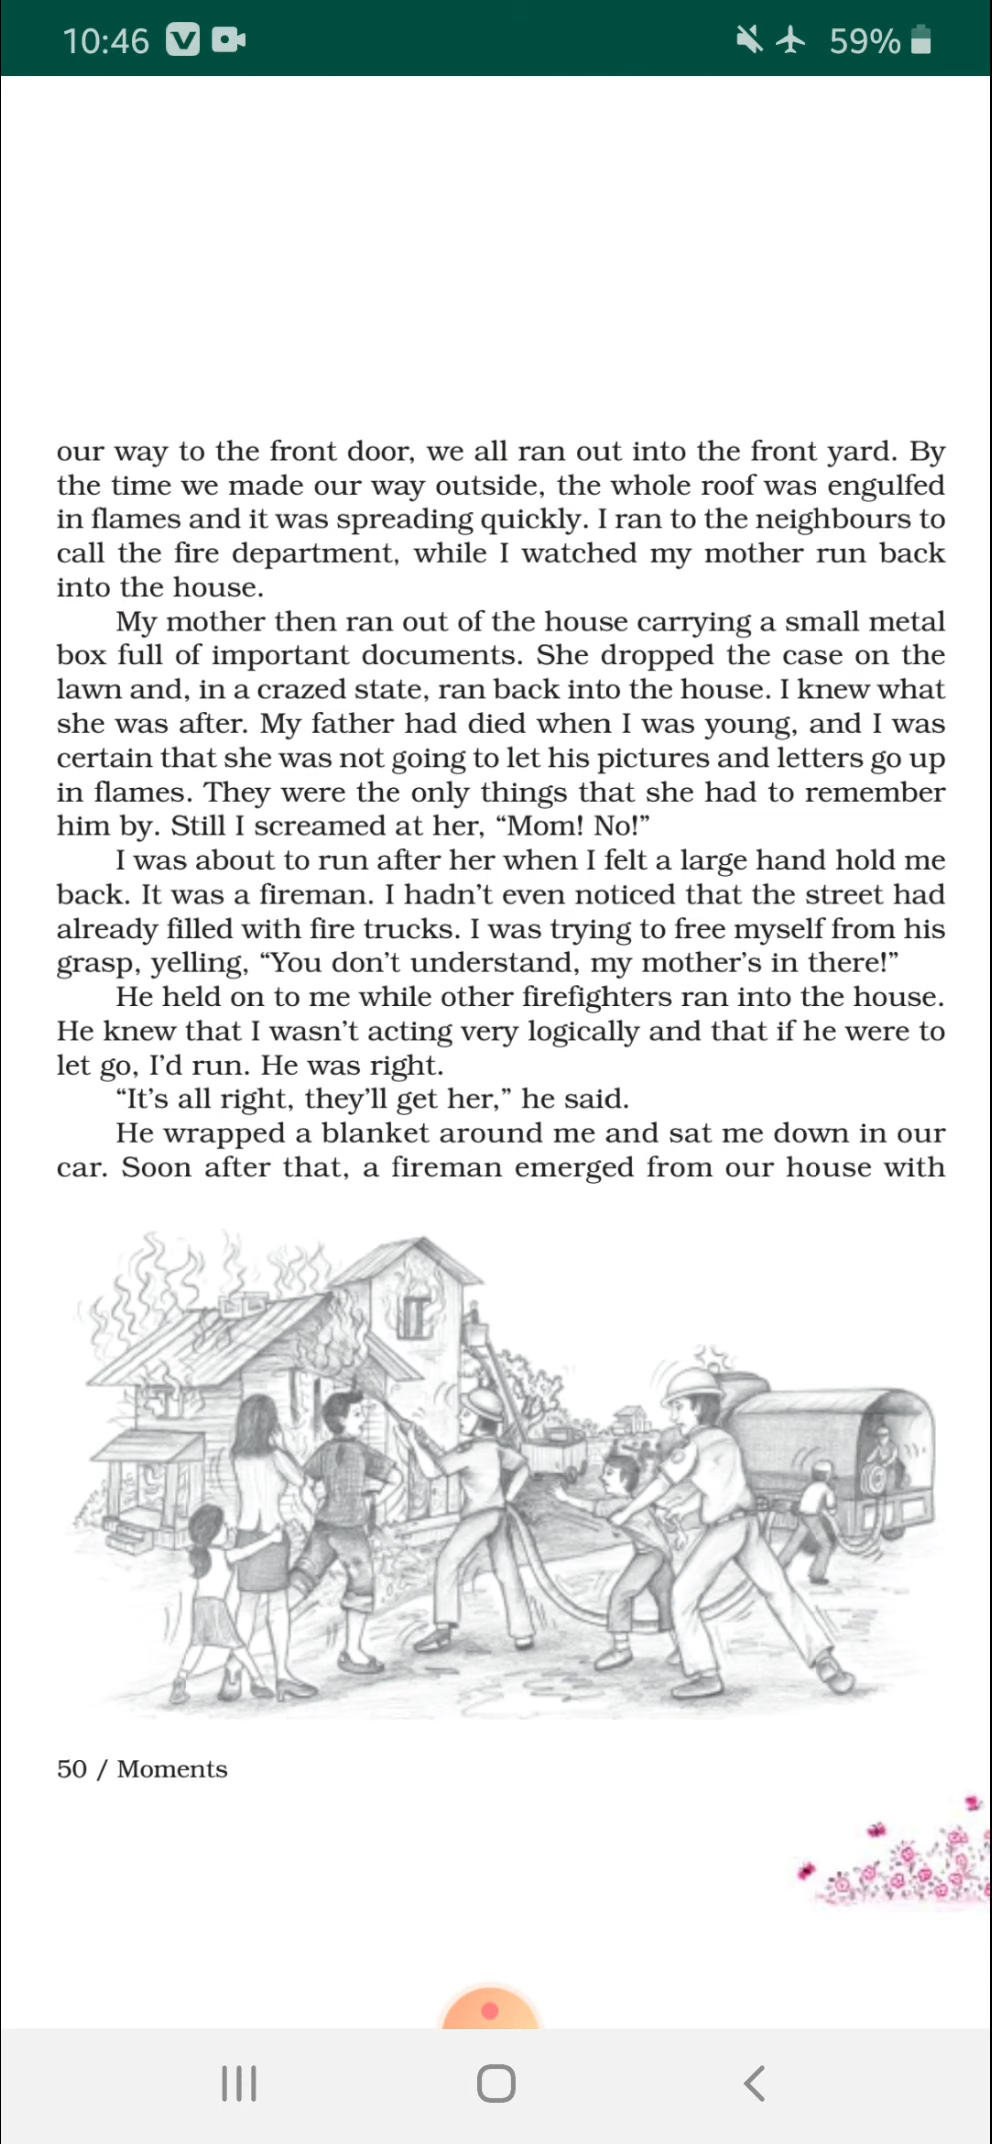 10:46 59%
our way to the front door, we all ran out into the front yard. By
the time we made our way outside, the whole roof was engulfed
in flames and it was spreading quickly. I ran to the neighbours to
call the fire department, while I watched my mother run back
into the house.
My mother then ran out of the house carrying a small metal
box full of important documents. She dropped the case on the
lawn and, in a crazed state, ran back into the house. I knew what
she was after. My father had died when I was young, and I was
certain that she was not going to let his pictures and letters go up
in flames. They were the only things that she had to remember
him by. Still I screamed at her, “Mom! No!”
I was about to run after her when I felt a large hand hold me
back. It was a fireman. I hadn’t even noticed that the street had
already filled with fire trucks. I was trying to free myself from his
grasp, yelling, “You don’t understand, my mother’s in there!”
He held on to me while other firefighters ran into the house.
He knew that I wasn’t acting very logically and that if he were to
let go, I’d run. He was right.
“It’s all right, they’ll get her,” he said.
He wrapped a blanket around me and sat me down in our
car. Soon after that, a fireman emerged from our house with
50 / Moments